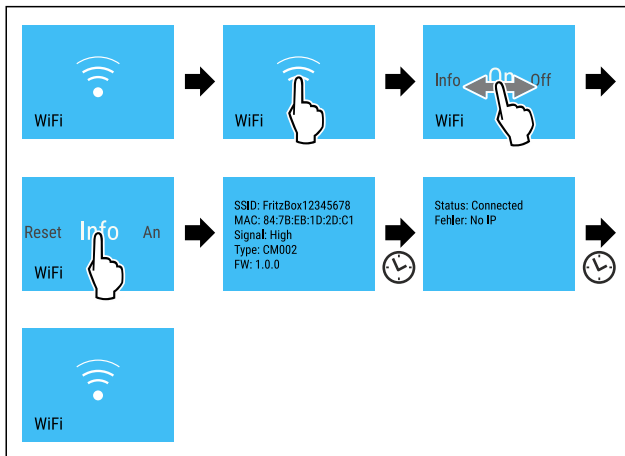 WiFi
WiFi
Info On Off
WiFi
Reset Info An
WiFi
SSID: FritzBox12345678
MAC: 84:7B:EB:1D:2D:C1
Signal: High
Type: CM002
FW: 1.0.0
Status: Connected
Fehler: No IP
WiFi